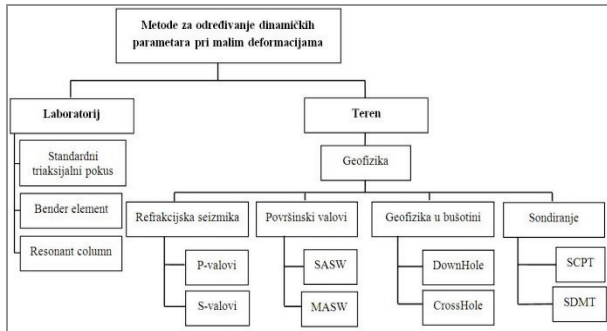 Metode za određivanje dinamičkih
parametara pri malim deformacijama
Laboratorij
Standardni
triaksijalni pokus
Bender element
Resonant column
Teren
Geofizika
Refrakcijska seizmika
P-valovi
S-valovi
Površinski valovi
SASW
MASW
Geofizika u bušotini
DownHole
CrossHole
Sondiranje
SCPT
SDMT